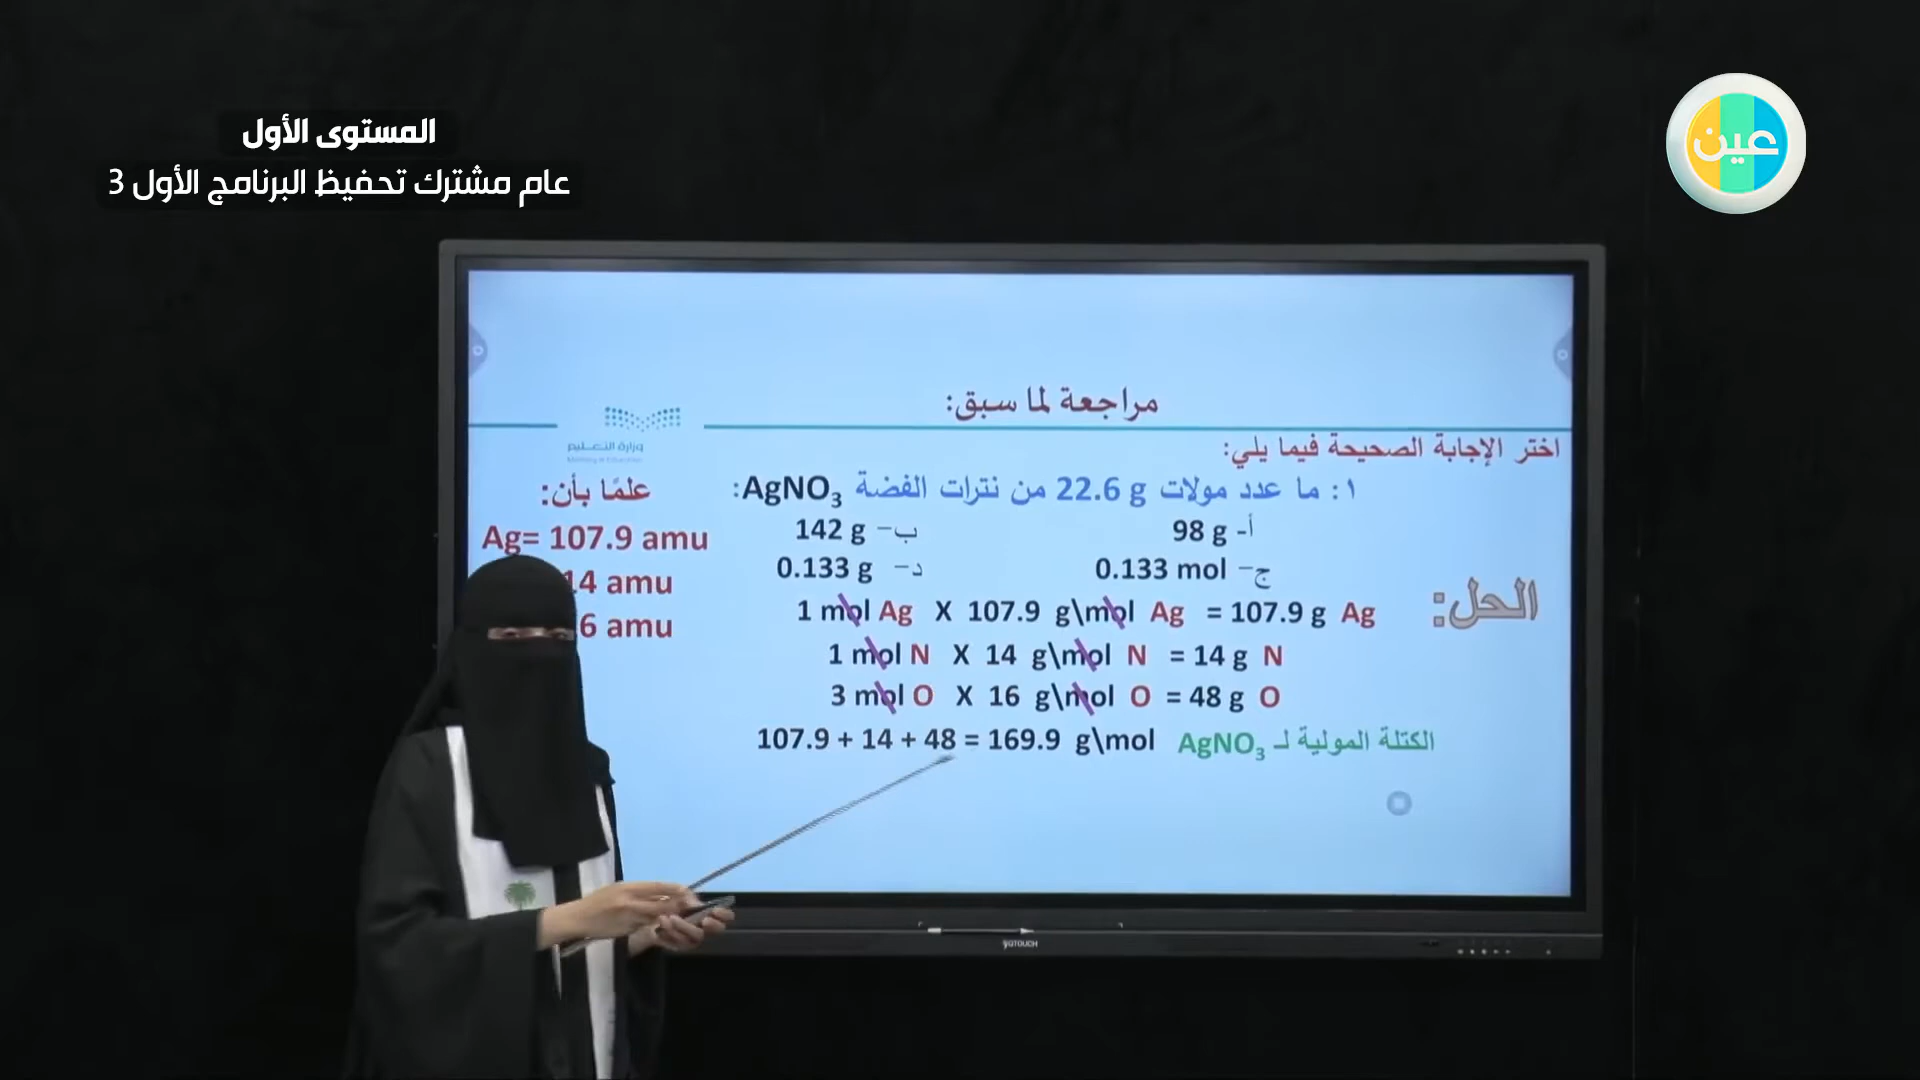 المستوى الأول
عام مشترك تحفيظ البرنامج الأول 3
عين
مراجعة لما سبق:
وزارة التعليم
Ministry of Education
اختر الإجابة الصحيحة فيما يلي:
١: ما عدد مولات 22.6 g من نترات الفضة AgNO₃:
أ- 98 g
ب- 142 g
ج- 0.133 mol
د- 0.133 g
علمًا بأن:
Ag= 107.9 amu
14 amu
6 amu
الحل:
1 mol Ag X 107.9 g\mol Ag = 107.9 g Ag
1 mol N X 14 g\mol N = 14 g N
3 mol O X 16 g\mol O = 48 g O
الكتلة المولية لـ AgNO₃ 107.9 + 14 + 48 = 169.9 g\mol